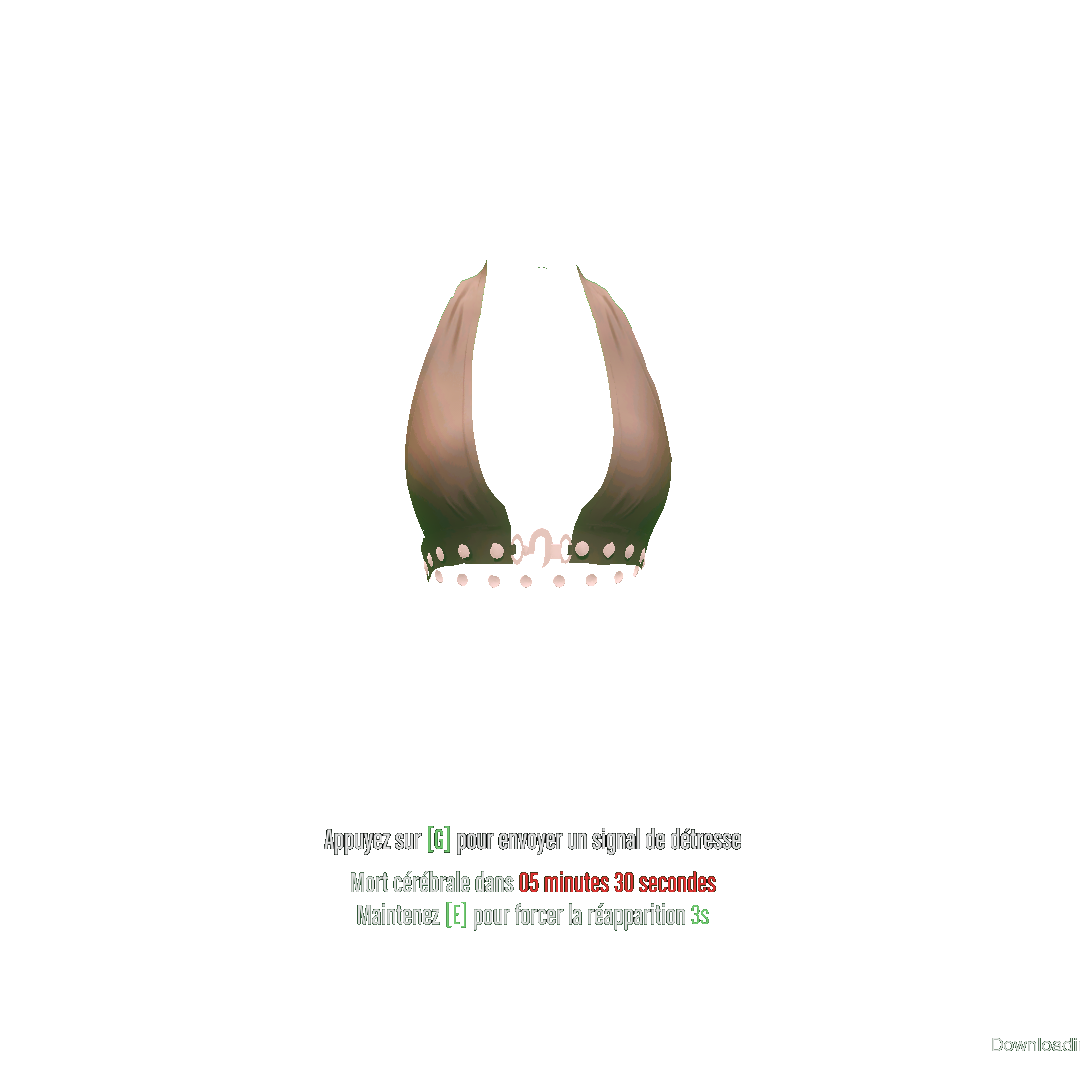 Appuyez sur [G] pour envoyer un signal de détresse
Mort cérébrale dans 05 minutes 30 secondes
Maintenez [E] pour forcer la réapparition 3s
Downloadi